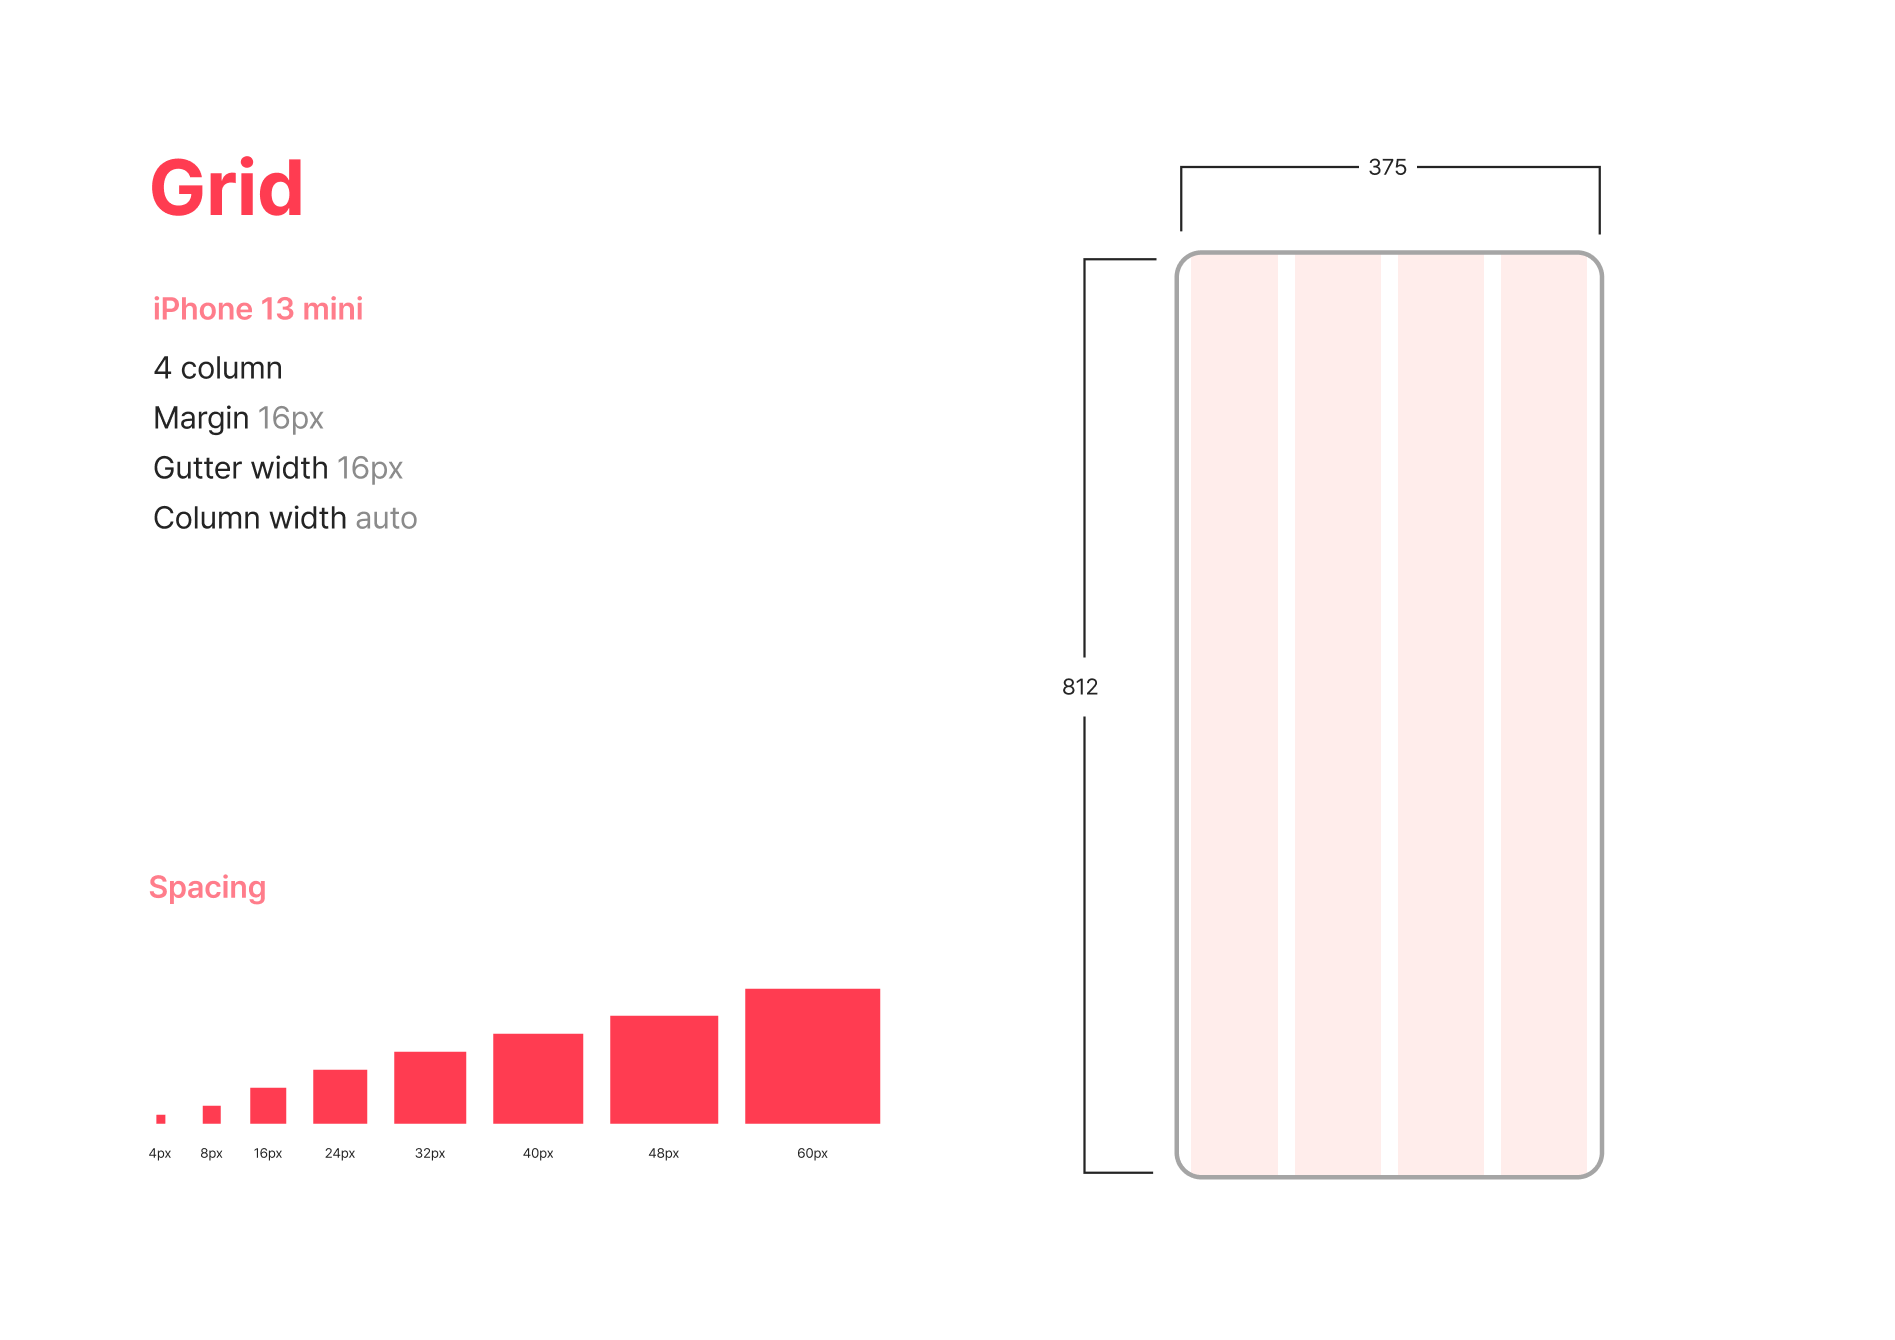 Grid
iPhone 13 mini
4 column
Margin 16px
Gutter width 16px
Column width auto
Spacing
4px 8px 16px 24px 32px 40px 48px 60px
375
812